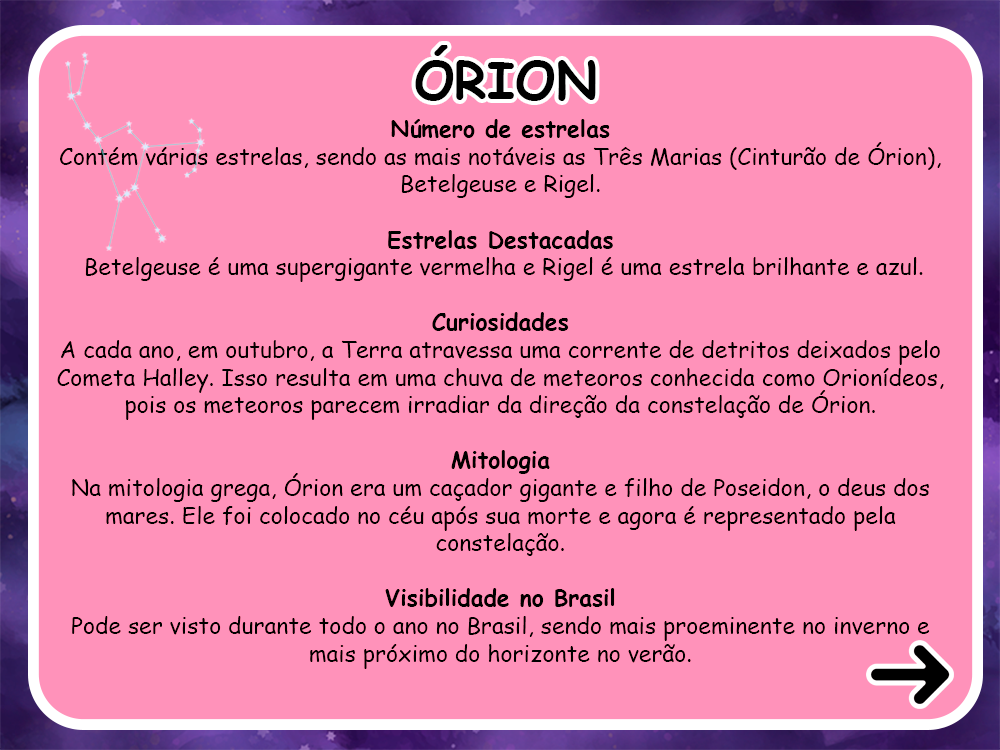 ÓRION
Número de estrelas
Contém várias estrelas, sendo as mais notáveis as Três Marias (Cinturão de Órion),
Betelgeuse e Rigel.
Estrelas Destacadas
Betelgeuse é uma supergigante vermelha e Rigel é uma estrela brilhante e azul.
Curiosidades
A cada ano, em outubro, a Terra atravessa uma corrente de detritos deixados pelo
Cometa Halley. Isso resulta em uma chuva de meteoros conhecida como Orionídeos,
pois os meteoros parecem irradiar da direção da constelação de Órion.
Mitologia
Na mitologia grega, Órion era um caçador gigante e filho de Poseidon, o deus dos
mares. Ele foi colocado no céu após sua morte e agora é representado pela
constelação.
Visibilidade no Brasil
Pode ser visto durante todo o ano no Brasil, sendo mais proeminente no inverno e
mais próximo do horizonte no verão.